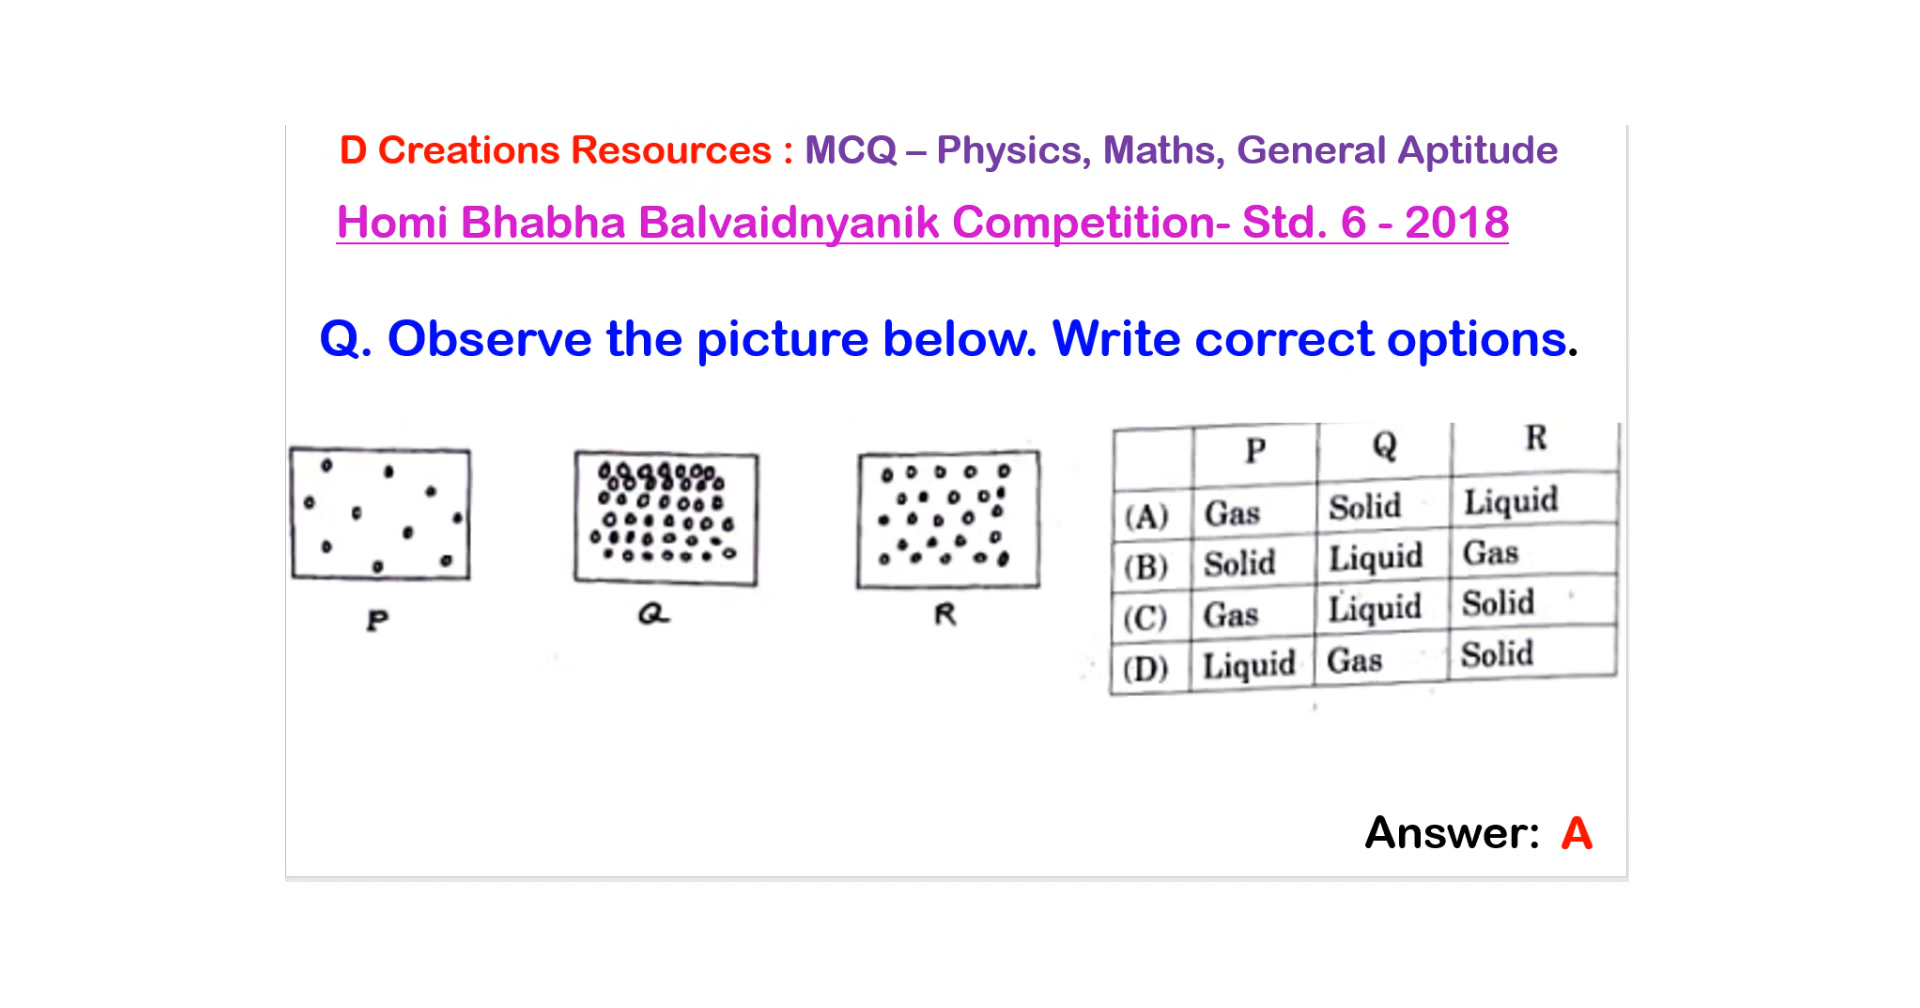 D Creations Resources : MCQ – Physics, Maths, General Aptitude
Homi Bhabha Balvaidnyanik Competition- Std. 6 - 2018
Q. Observe the picture below. Write correct options.
P
Q
R
P Q R
(A) Gas Solid Liquid
(B) Solid Liquid Gas
(C) Gas Liquid Solid
(D) Liquid Gas Solid
Answer: A